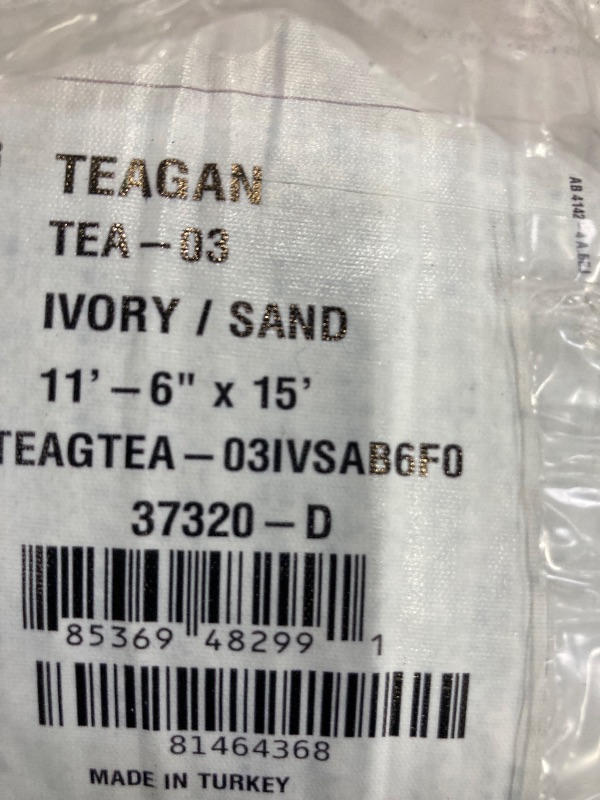 TEAGAN
TEA-03
IVORY / SAND
11'-6" x 15'
TEAGTEA-03IVSAB6F0
37320-D
85369 48299 1
81464368
MADE IN TURKEY